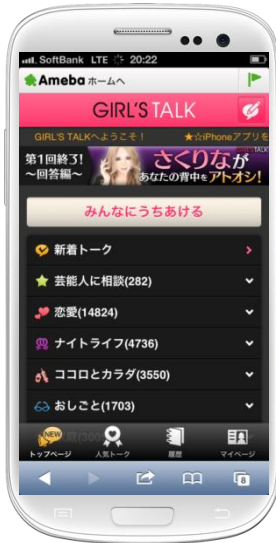 SoftBank LTE 20:22
Ameba ホームへ
GIRL'S TALK
GIRL'S TALKへようこそ！ ★☆iPhoneアプリを
第1回終了!
～回答編～
さくりなが
あなたの背中をアトオシ!
みんなにうちあける
新着トーク
芸能人に相談(282)
恋愛(14824)
ナイトライフ(4736)
ココロとカラダ(3550)
おしごと(1703)
NEW
トップページ 人気トーク 履歴 マイページ
8